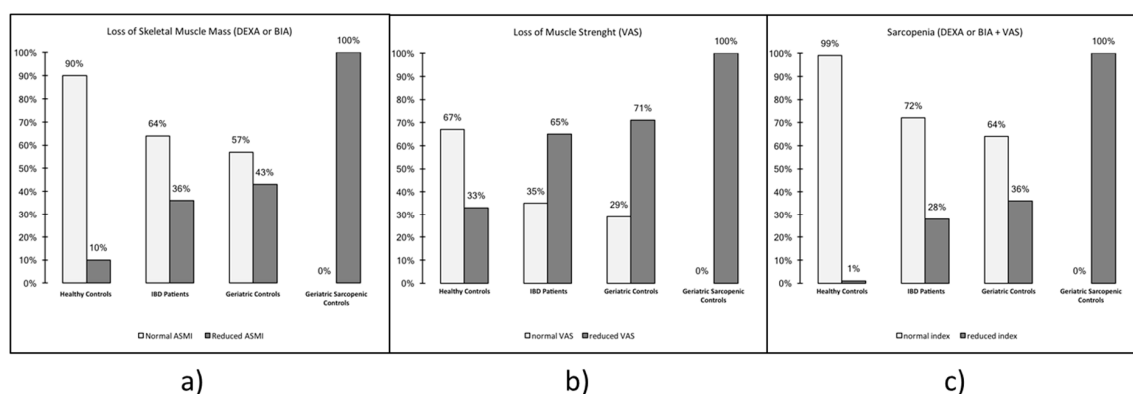 Loss of Skeletal Muscle Mass (DEXA or BIA)
100%
90%
80%
70%
60%
50%
40%
30%
20%
10%
0%
90%
10%
64%
36%
57%
43%
0%
100%
Healthy Controls
IBD Patients
Geriatric Controls
Geriatric Sarcopenic
Controls
Normal ASMI
Reduced ASMI
a)
Loss of Muscle Strenght (VAS)
100%
90%
80%
70%
60%
50%
40%
30%
20%
10%
0%
67%
33%
35%
65%
29%
71%
0%
100%
Healthy Controls
IBD Patients
Geriatric Controls
Geriatric Sarcopenic
Controls
normal VAS
reduced VAS
b)
Sarcopenia (DEXA or BIA + VAS)
100%
90%
80%
70%
60%
50%
40%
30%
20%
10%
0%
99%
1%
72%
28%
64%
36%
0%
100%
Healthy Controls
IBD Patients
Geriatric Controls
Geriatric Sarcopenic
Controls
normal index
reduced index
c)